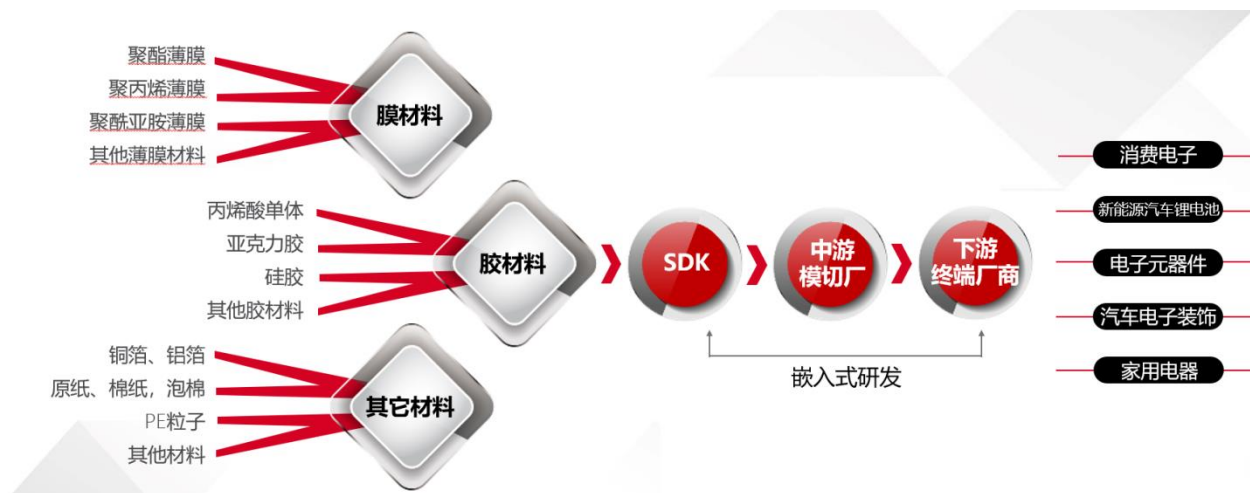 聚酯薄膜
聚丙烯薄膜
聚酰亚胺薄膜
其他薄膜材料
膜材料
丙烯酸单体
亚克力胶
硅胶
其他胶材料
胶材料
铜箔、铝箔
原纸、棉纸，泡棉
PE粒子
其他材料
其它材料
SDK
中游
模切厂
下游
终端厂商
嵌入式研发
消费电子
新能源汽车锂电池
电子元器件
汽车电子装饰
家用电器